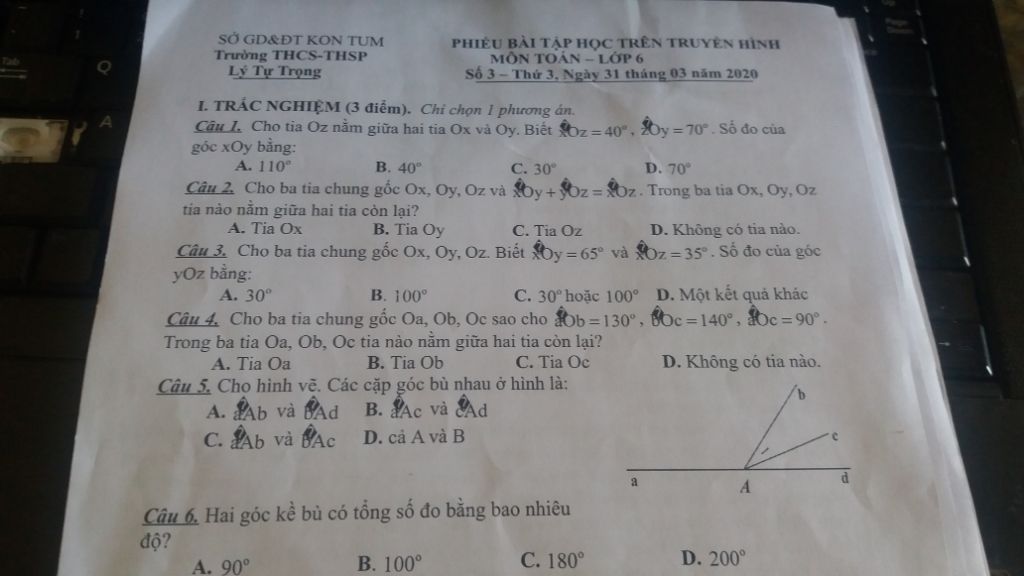 SỞ GD&ĐT KON TUM
Trường THCS-THSP
Lý Tự Trọng
PHIẾU BÀI TẬP HỌC TRÊN TRUYỀN HÌNH
MÔN TOÁN – LỚP 6
Số 3 – Thứ 3, Ngày 31 tháng 03 năm 2020
I. TRẮC NGHIỆM (3 điểm). Chỉ chọn 1 phương án.
Câu 1. Cho tia Oz nằm giữa hai tia Ox và Oy. Biết xOz = 40°, zOy = 70°. Số đo của
góc xOy bằng:
A. 110° B. 40° C. 30° D. 70°
Câu 2. Cho ba tia chung gốc Ox, Oy, Oz và xOy + yOz = xOz. Trong ba tia Ox, Oy, Oz
tia nào nằm giữa hai tia còn lại?
A. Tia Ox B. Tia Oy C. Tia Oz D. Không có tia nào.
Câu 3. Cho ba tia chung gốc Ox, Oy, Oz. Biết xOy = 65° và xOz = 35°. Số đo của góc
yOz bằng:
A. 30° B. 100° C. 30° hoặc 100° D. Một kết quả khác
Câu 4. Cho ba tia chung gốc Oa, Ob, Oc sao cho aOb = 130°, bOc = 140°, aOc = 90°.
Trong ba tia Oa, Ob, Oc tia nào nằm giữa hai tia còn lại?
A. Tia Oa B. Tia Ob C. Tia Oc D. Không có tia nào.
Câu 5. Cho hình vẽ. Các cặp góc bù nhau ở hình là:
A. aAb và bAd B. aAc và cAd
C. aAb và bAc D. cả A và B
b
c
a A d
Câu 6. Hai góc kề bù có tổng số đo bằng bao nhiêu
độ?
A. 90° B. 100° C. 180° D. 200°
Tab
Q
A